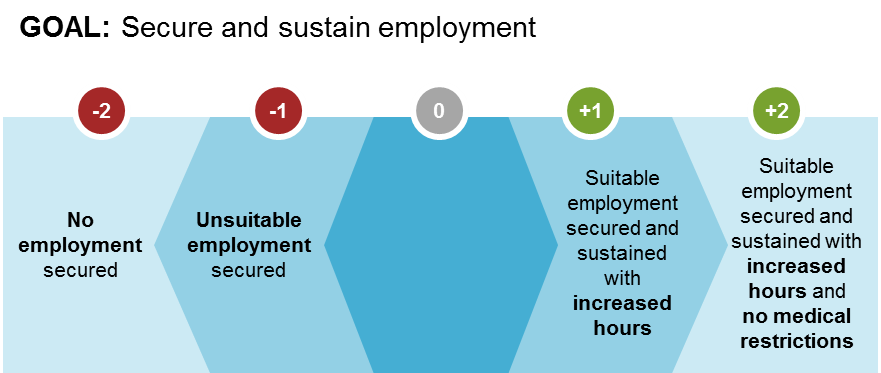 GOAL: Secure and sustain employment
-2
-1
0
+1
+2
No
employment
secured
Unsuitable
employment
secured
Suitable
employment
secured and
sustained
with
increased
hours
Suitable
employment
secured and
sustained with
increased
hours and
no medical
restrictions